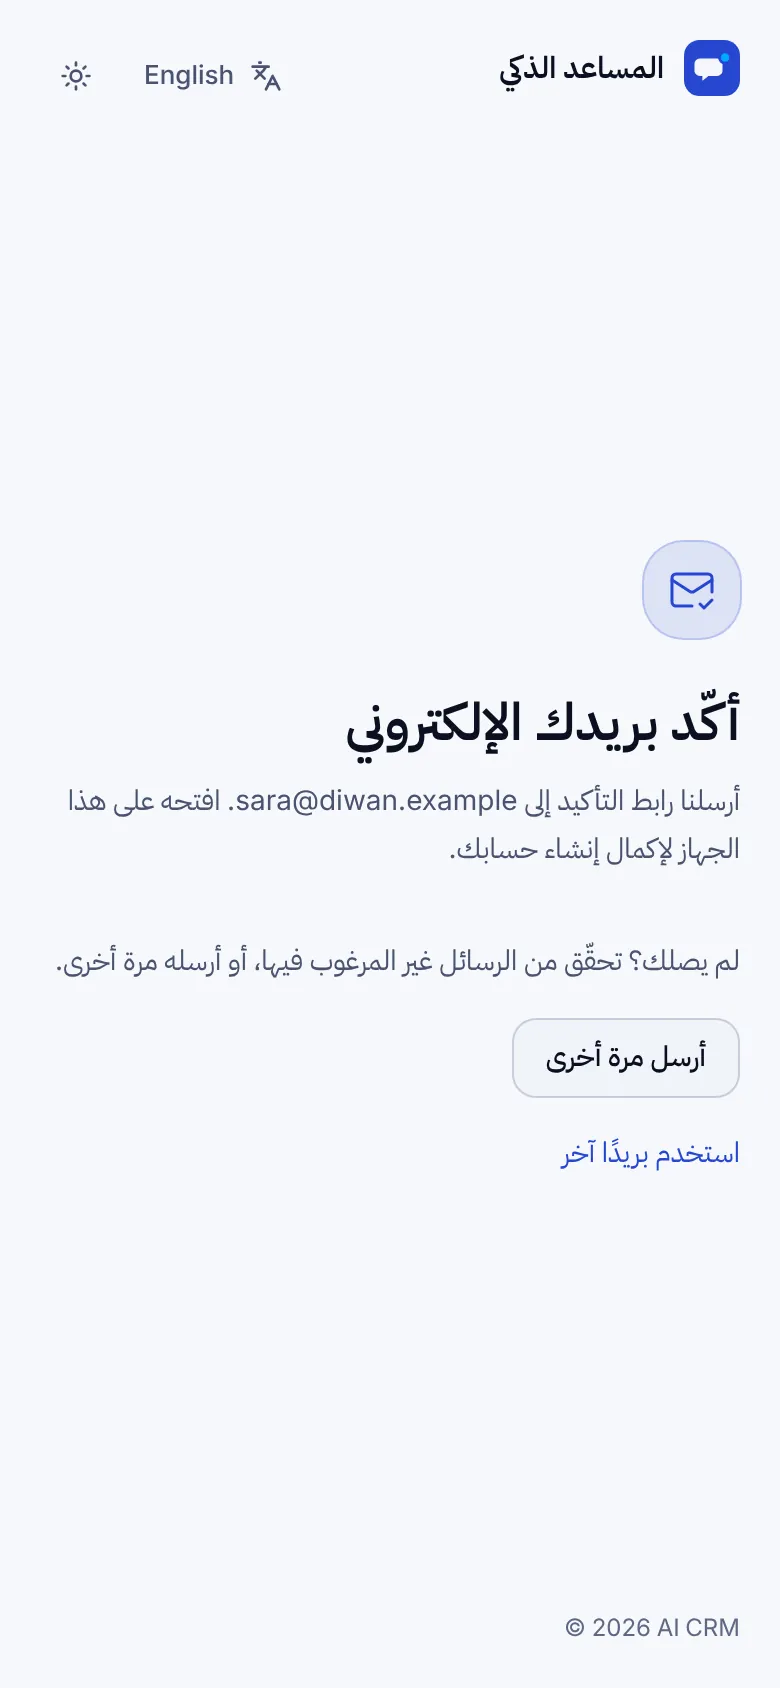 المساعد الذكي
English
أكّد بريدك الإلكتروني
أرسلنا رابط التأكيد إلى sara@diwan.example. افتحه على هذا
الجهاز لإكمال إنشاء حسابك.
لم يصلك؟ تحقّق من الرسائل غير المرغوب فيها، أو أرسله مرة أخرى.
أرسل مرة أخرى
استخدم بريدًا آخر
© 2026 AI CRM